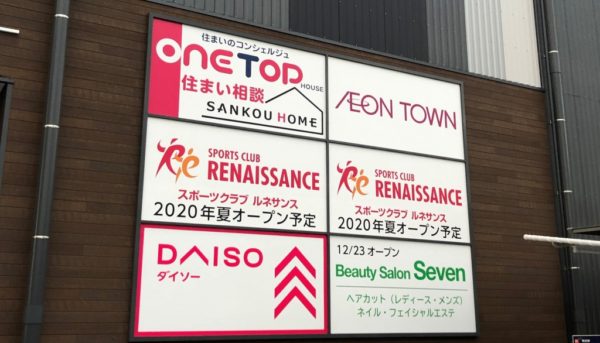 住まいのコンシェルジュ
ONETOP
HOUSE
住まい相談
SANKOU HOME
ÆON TOWN
SPORTS CLUB
RENAISSANCE
スポーツクラブ ルネサンス
2020年夏オープン予定
SPORTS CLUB
RENAISSANCE
スポーツクラブ ルネサンス
2020年夏オープン予定
DAISO
ダイソー
12/23 オープン
Beauty Salon Seven
ヘアカット（レディース・メンズ）
ネイル・フェイシャルエステ